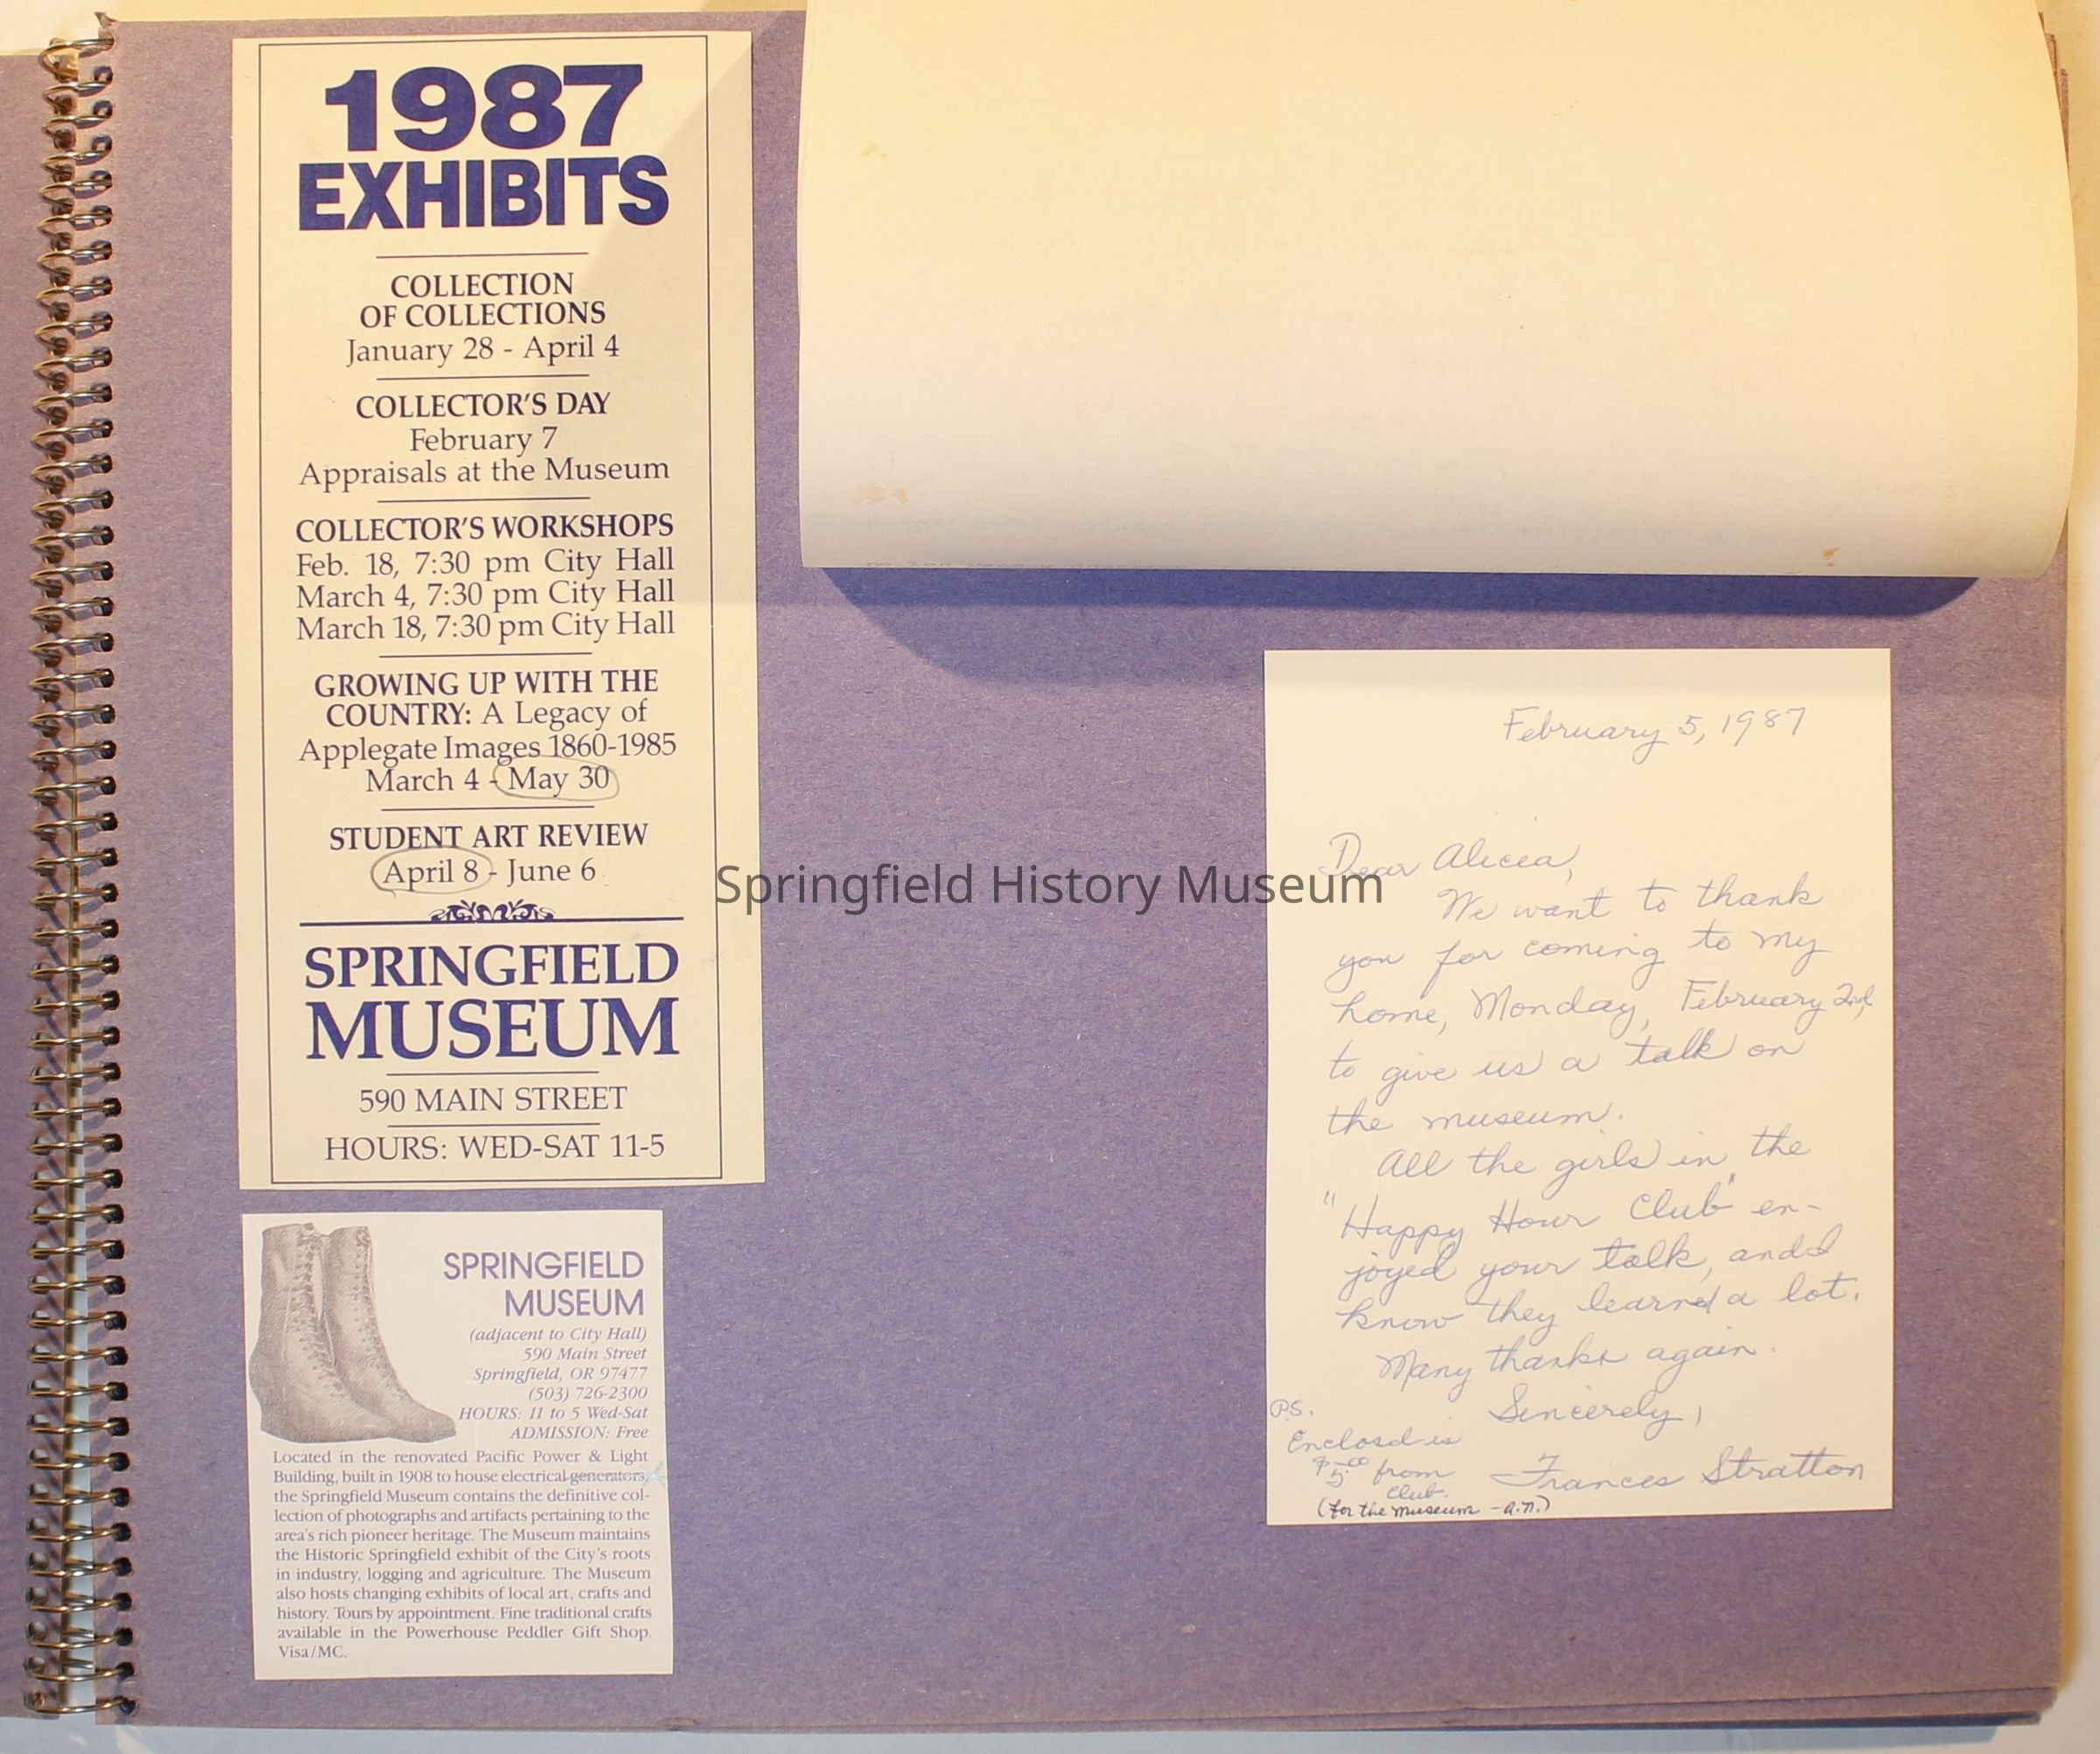 1987
EXHIBITS
COLLECTION
OF COLLECTIONS
January 28 - April 4
COLLECTOR'S DAY
February 7
Appraisals at the Museum
COLLECTOR'S WORKSHOPS
Feb. 18, 7:30 pm City Hall
March 4, 7:30 pm City Hall
March 18, 7:30 pm City Hall
GROWING UP WITH THE
COUNTRY: A Legacy of
Applegate Images 1860-1985
March 4 - May 30
STUDENT ART REVIEW
April 8 - June 6
SPRINGFIELD
MUSEUM
590 MAIN STREET
HOURS: WED-SAT 11-5
SPRINGFIELD
MUSEUM
(adjacent to City Hall)
590 Main Street
Springfield, OR 97477
(503) 726-2300
HOURS: 11 to 5 Wed-Sat
ADMISSION: Free
Located in the renovated Pacific Power & Light
Building, built in 1908 to house electrical generators,
the Springfield Museum contains the definitive col-
lection of photographs and artifacts pertaining to the
area's rich pioneer heritage. The Museum maintains
the Historic Springfield exhibit of the City's roots
in industry, logging and agriculture. The Museum
also hosts changing exhibits of local art, crafts and
history. Tours by appointment. Fine traditional crafts
available in the Powerhouse Peddler Gift Shop.
Visa/MC.
Springfield History Museum
February 5, 1987
Dear Alicia,
We want to thank
you for coming to my
home, Monday, February 2nd,
to give us a talk on
the museum.
All the girls in the
"Happy Hour Club" en-
joyed your talk, and I
know they learned a lot.
Many thanks again.
Sincerely,
Frances Stratton
P.S.
Enclosed is
$5.00 from
Club.
(for the museum - a.n.)